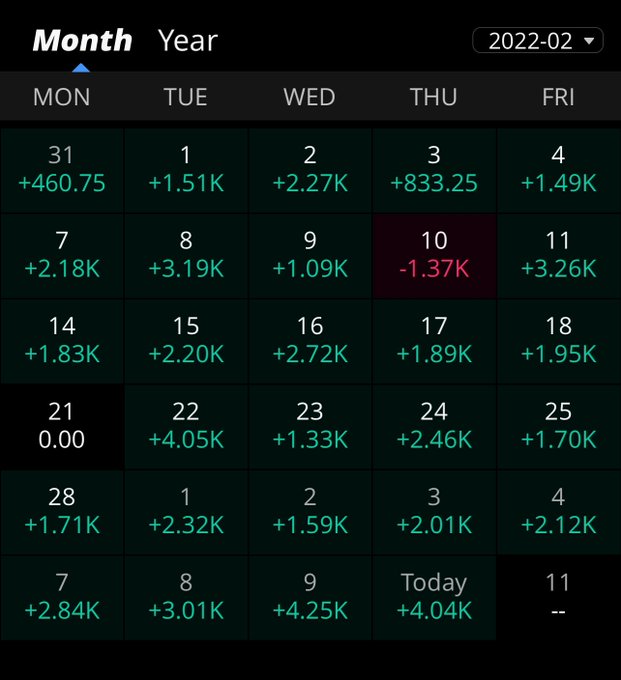 Month Year 2022-02
MON TUE WED THU FRI
31 1 2 3 4
+460.75 +1.51K +2.27K +833.25 +1.49K
7 8 9 10 11
+2.18K +3.19K +1.09K -1.37K +3.26K
14 15 16 17 18
+1.83K +2.20K +2.72K +1.89K +1.95K
21 22 23 24 25
0.00 +4.05K +1.33K +2.46K +1.70K
28 1 2 3 4
+1.71K +2.32K +1.59K +2.01K +2.12K
7 8 9 Today 11
+2.84K +3.01K +4.25K +4.04K --